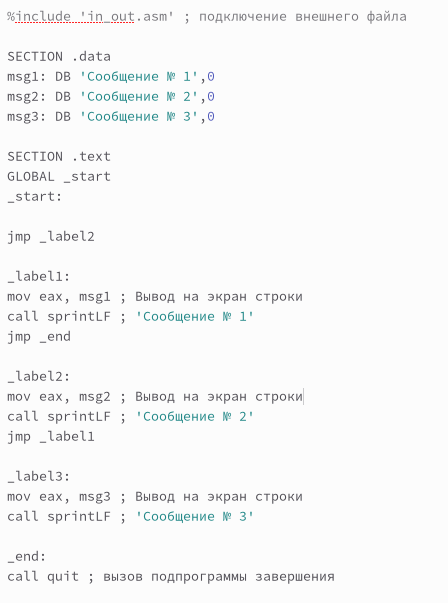 %include 'in_out.asm' ; подключение внешнего файла
SECTION .data
msg1: DB 'Сообщение № 1',0
msg2: DB 'Сообщение № 2',0
msg3: DB 'Сообщение № 3',0
SECTION .text
GLOBAL _start
_start:
jmp _label2
_label1:
mov eax, msg1 ; Вывод на экран строки
call sprintLF ; 'Сообщение № 1'
jmp _end
_label2:
mov eax, msg2 ; Вывод на экран строки
call sprintLF ; 'Сообщение № 2'
jmp _label1
_label3:
mov eax, msg3 ; Вывод на экран строки
call sprintLF ; 'Сообщение № 3'
_end:
call quit ; вызов подпрограммы завершения